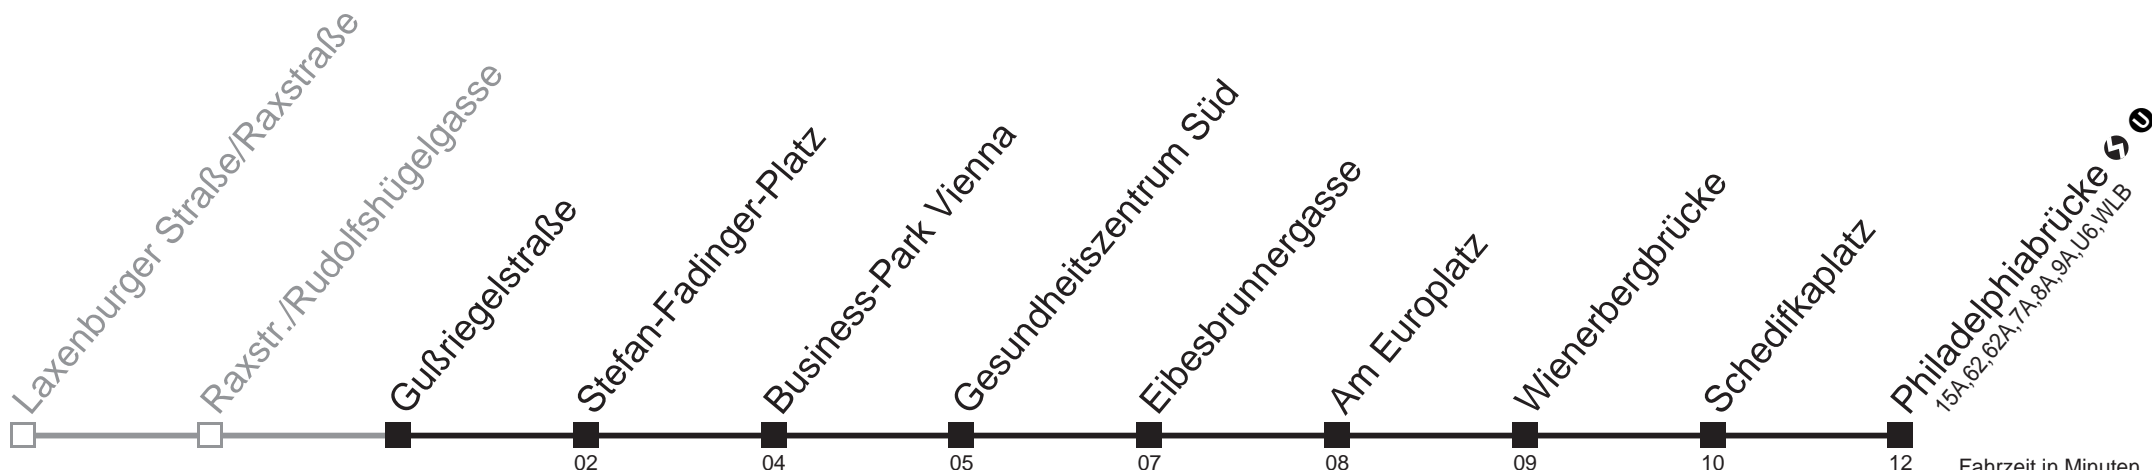 Laxenburger Straße/Raxstraße
Raxstr./Rudolfshügelgasse
Gußriegelstraße
Stefan-Fadinger-Platz
Business-Park Vienna
Gesundheitszentrum Süd
Eibesbrunnergasse
Am Europlatz
Wienerbergbrücke
Schedifkaplatz
Philadelphiabrücke S U
15A,62,62A,7A,8A,9A,U6,WLB
02 04 05 07 08 09 10 12 Fahrzeit in Minuten